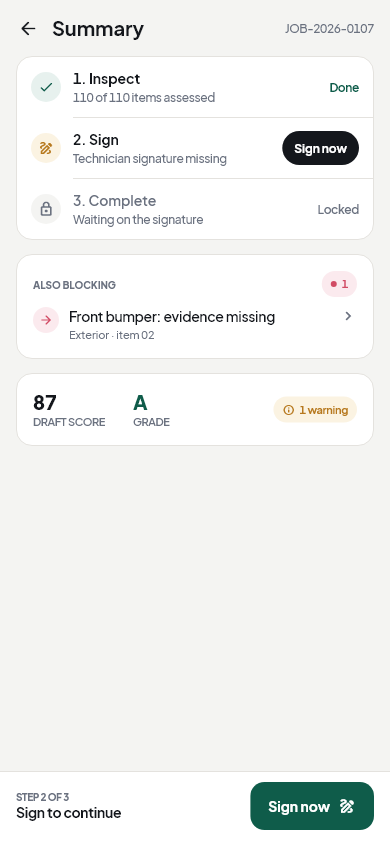 Summary
JOB-2026-0107
1. Inspect
110 of 110 items assessed
Done
2. Sign
Technician signature missing
Sign now
3. Complete
Waiting on the signature
Locked
ALSO BLOCKING
1
Front bumper: evidence missing
Exterior · item 02
87
DRAFT SCORE
A
GRADE
1 warning
STEP 2 OF 3
Sign to continue
Sign now